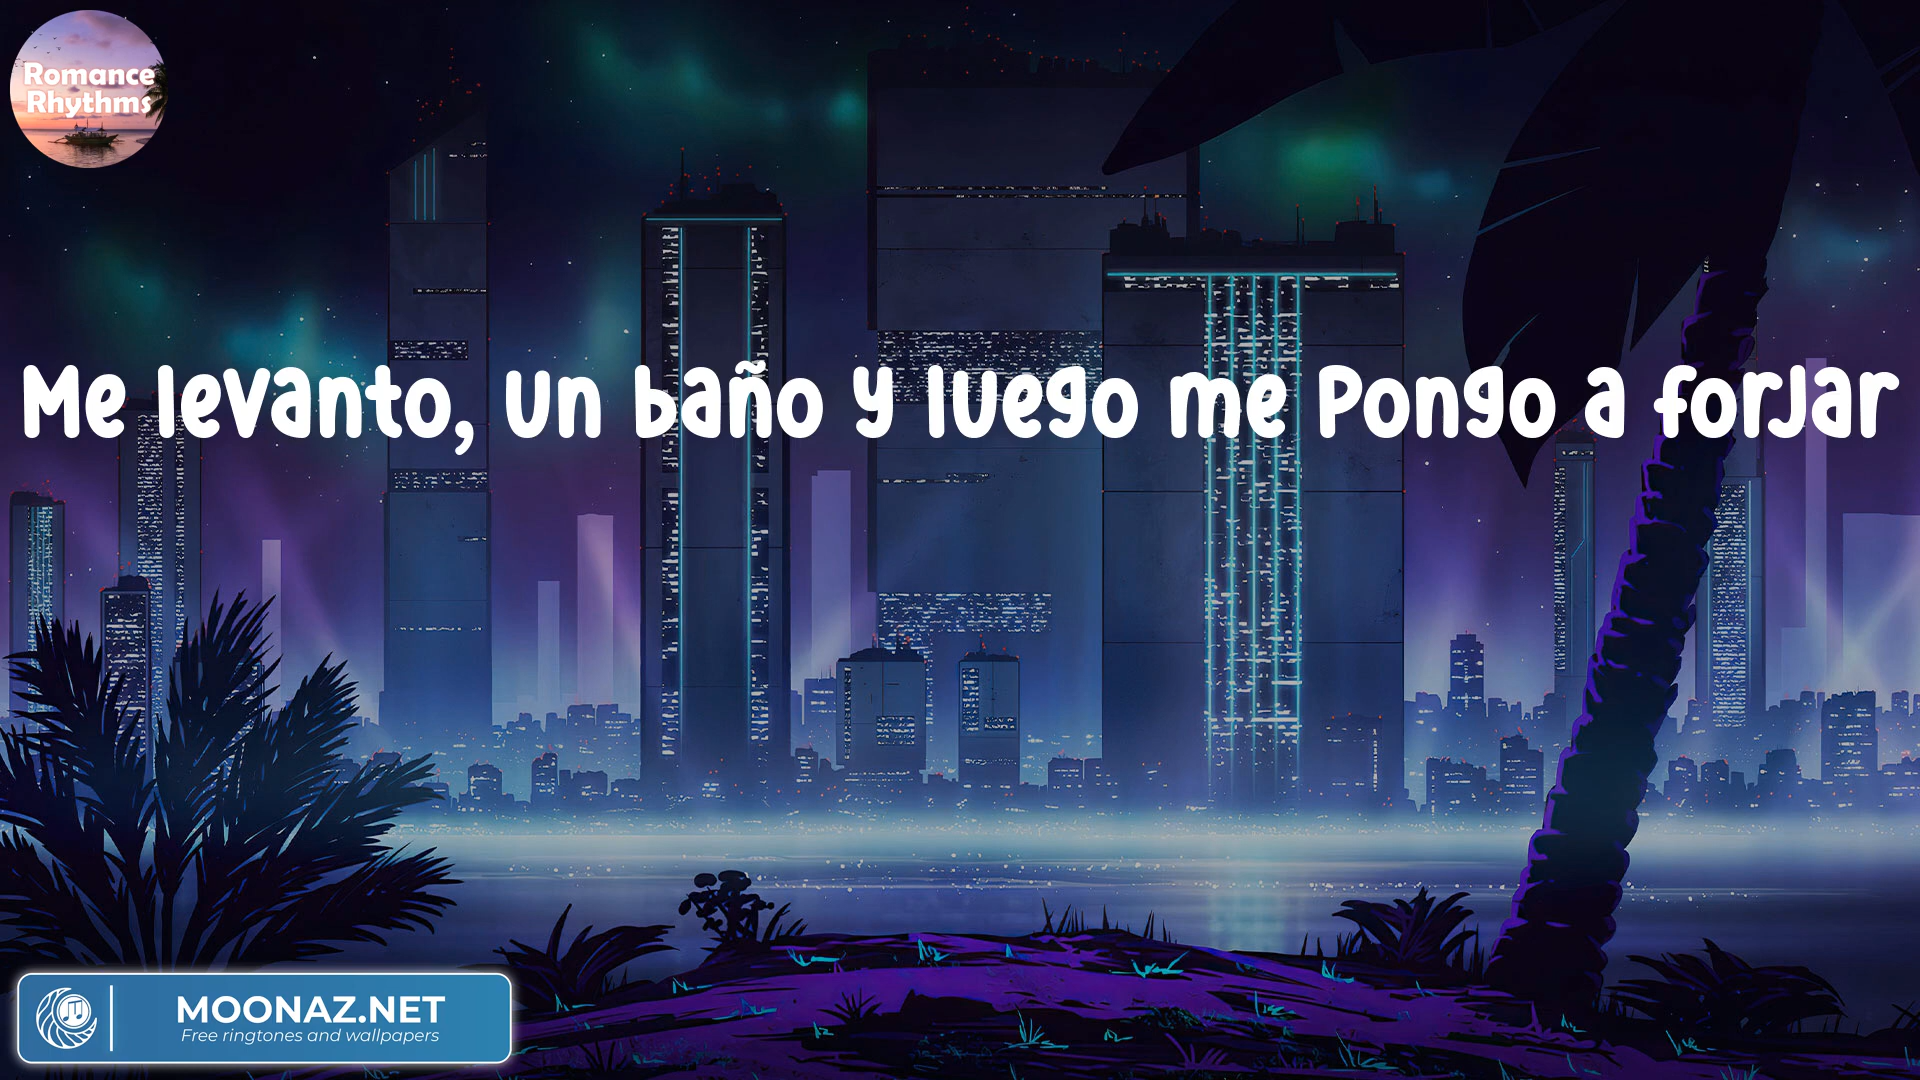 Romance
Rhythms
Me levanto, un baño y luego me Pongo a forJar
MOONAZ.NET
Free ringtones and wallpapers